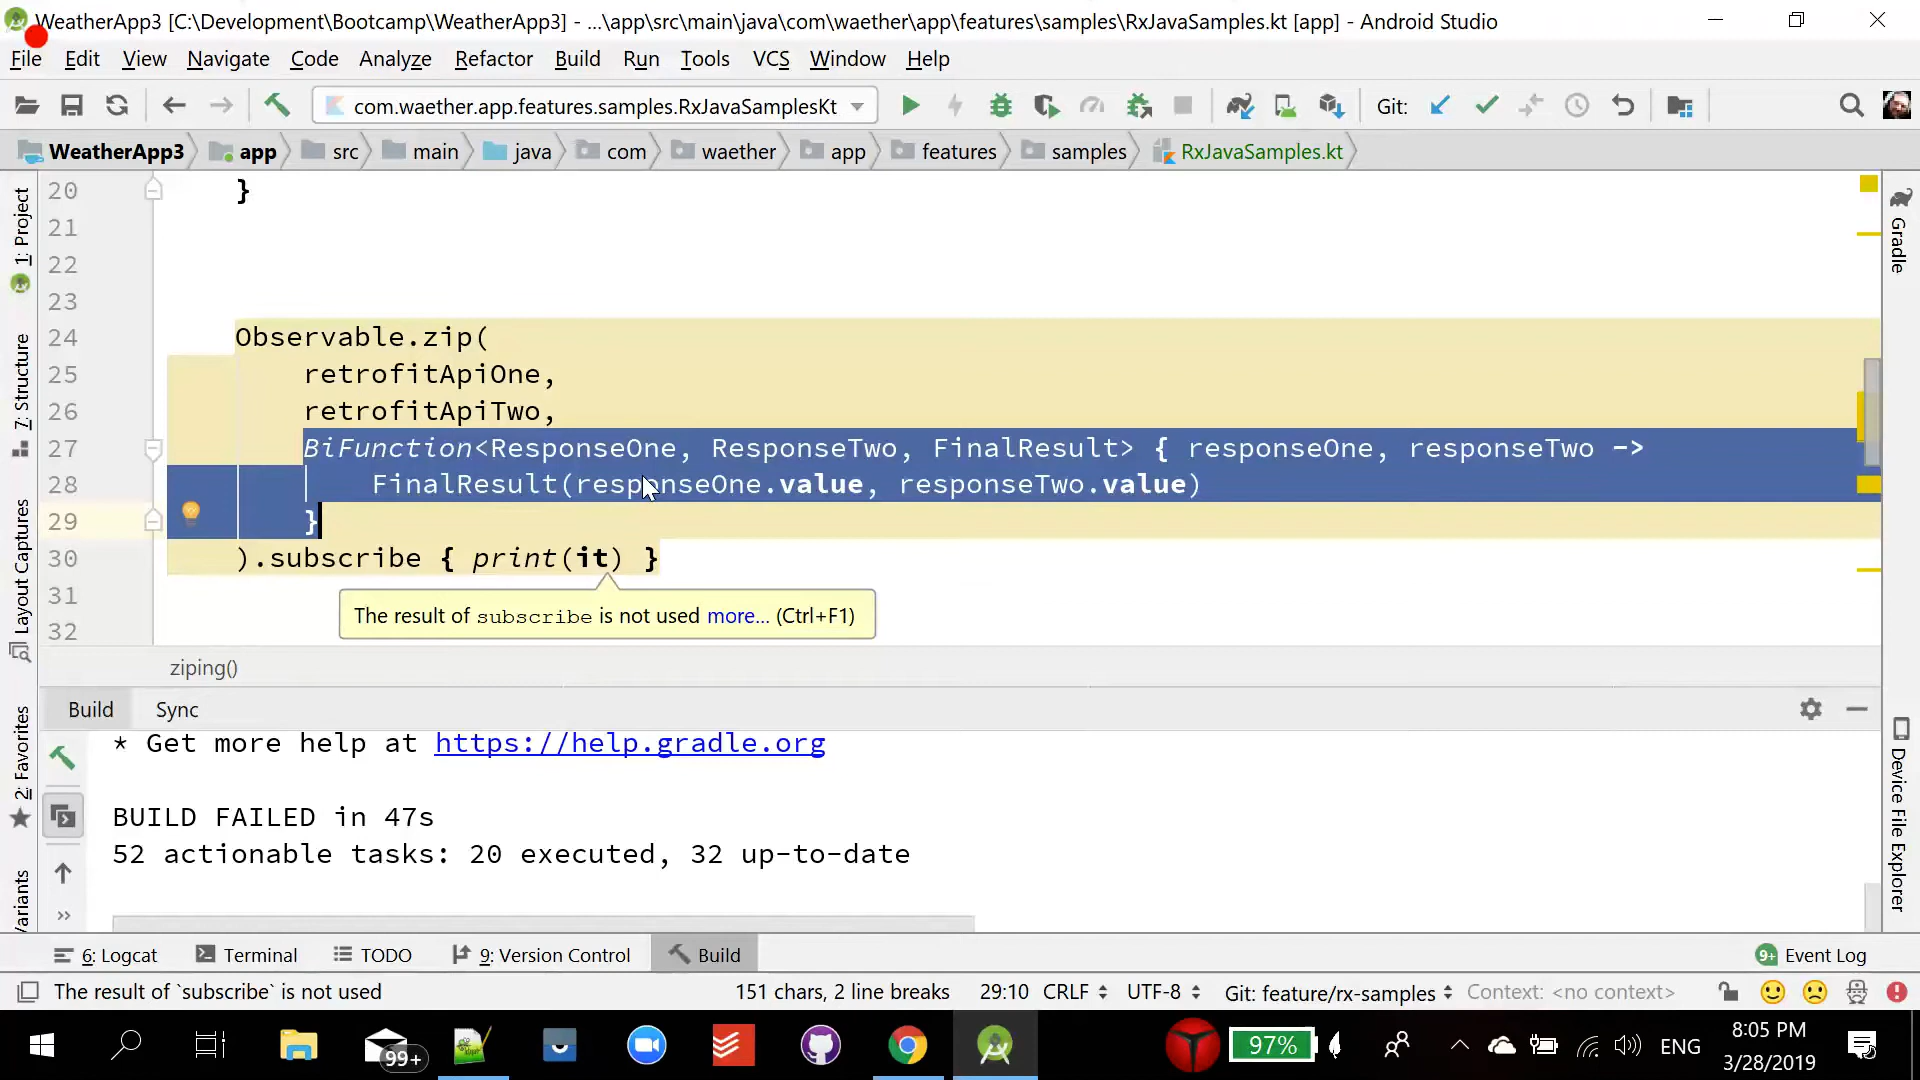 WeatherApp3 [C:\Development\Bootcamp\WeatherApp3] - ...\app\src\main\java\com\waether\app\features\samples\RxJavaSamples.kt [app] - Android Studio
File Edit View Navigate Code Analyze Refactor Build Run Tools VCS Window Help
com.waether.app.features.samples.RxJavaSamplesKt Git:
WeatherApp3 app src main java com waether app features samples RxJavaSamples.kt
1: Project
7: Structure
Layout Captures
2: Favorites
Variants
Gradle
Device File Explorer
20 }
21
22
23
24 Observable.zip(
25 retrofitApiOne,
26 retrofitApiTwo,
27 BiFunction<ResponseOne, ResponseTwo, FinalResult> { responseOne, responseTwo ->
28 FinalResult(responseOne.value, responseTwo.value)
29 }
30 ).subscribe { print(it) }
31
The result of subscribe is not used more... (Ctrl+F1)
32
ziping()
Build Sync
* Get more help at https://help.gradle.org
BUILD FAILED in 47s
52 actionable tasks: 20 executed, 32 up-to-date
6: Logcat Terminal TODO 9: Version Control Build 9+ Event Log
The result of `subscribe` is not used 151 chars, 2 line breaks 29:10 CRLF UTF-8 Git: feature/rx-samples Context: <no context>
99+ 97% ENG 8:05 PM
3/28/2019